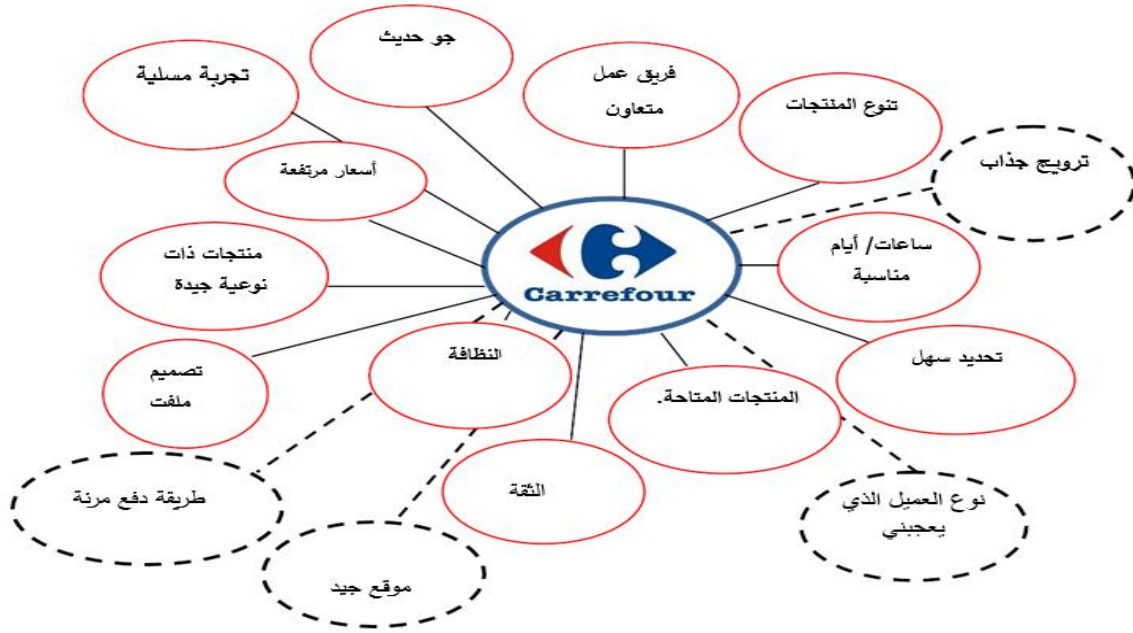 جو حديث
فريق عمل
متعاون
تجربة مسلية
تنوع المنتجات
ترويج جذاب
أسعار مرتفعة
ساعات/ أيام
مناسبة
منتجات ذات
نوعية جيدة
Carrefour
النظافة
تحديد سهل
تصميم
ملفت
المنتجات المتاحة.
الثقة
طريقة دفع مرنة
نوع العميل الذي
يعجبني
موقع جيد